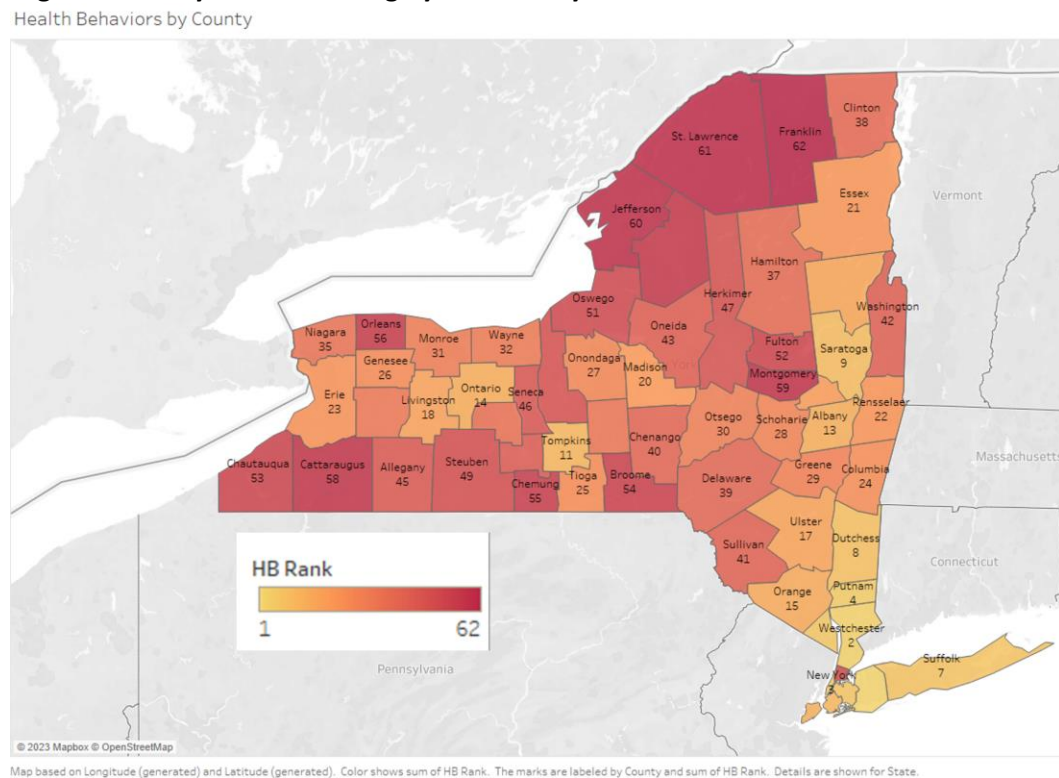 Health Behaviors by County
Clinton
38
Franklin
62
St. Lawrence
61
Essex
21
Vermont
Jefferson
60
Hamilton
37
Herkimer
47
Washington
42
Oswego
51
Oneida
43
Fulton
52
Saratoga
9
Montgomery
59
Niagara
35
Orleans
56
Monroe
31
Wayne
32
Genesee
26
Onondaga
27
Madison
20
Erie
23
Livingston
18
Ontario
14
Seneca
46
Otsego
30
Schoharie
28
Albany
13
Rensselaer
22
Tompkins
11
Chenango
40
Massachusetts
Chautauqua
53
Cattaraugus
58
Allegany
45
Steuben
49
Chemung
55
Tioga
25
Broome
54
Delaware
39
Greene
29
Columbia
24
Ulster
17
Dutchess
8
Sullivan
41
Connecticut
Putnam
4
Orange
15
Westchester
2
HB Rank
1
62
Pennsylvania
New York
3
Suffolk
7
© 2023 Mapbox © OpenStreetMap
Map based on Longitude (generated) and Latitude (generated). Color shows sum of HB Rank. The marks are labeled by County and sum of HB Rank. Details are shown for State.